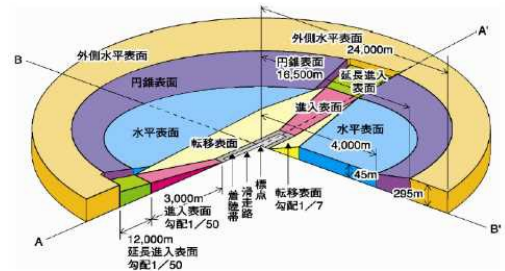 A'
外側水平表面
24,000m
B
外側水平表面
円錐表面
16,500m
延長進入
表面
円錐表面
進入表面
水平表面
水平表面
転移表面
4,000m
45m
295m
3,000m
進入表面
勾配1/50
着陸帯
滑走路
標点
転移表面
勾配1/7
A
B'
12,000m
延長進入表面
勾配1/50